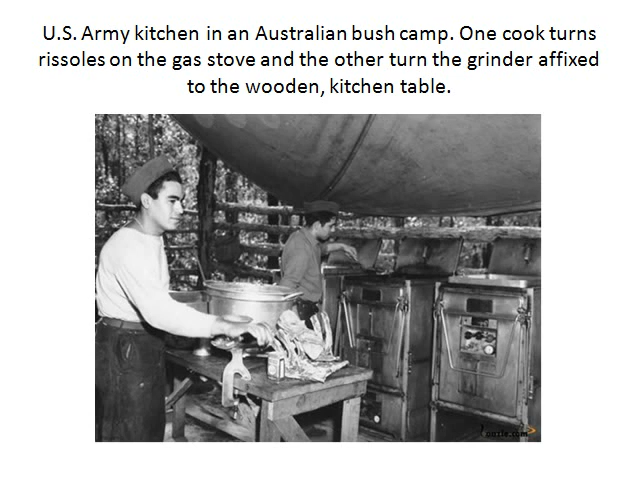 U.S. Army kitchen in an Australian bush camp. One cook turns
rissoles on the gas stove and the other turn the grinder affixed
to the wooden, kitchen table.